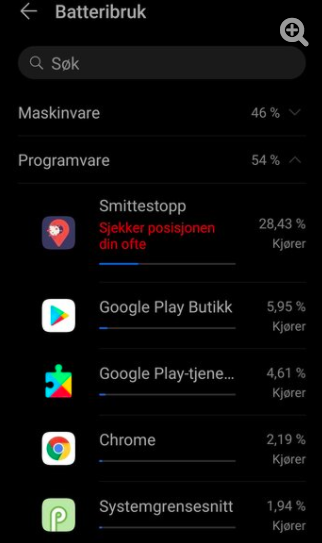 Batteribruk
Søk
Maskinvare 46 %
Programvare 54 %
Smittestopp
Sjekker posisjonen
din ofte
28,43 %
Kjører
Google Play Butikk 5,95 %
Kjører
Google Play-tjene... 4,61 %
Kjører
Chrome 2,19 %
Kjører
Systemgrensesnitt 1,94 %
Kjører